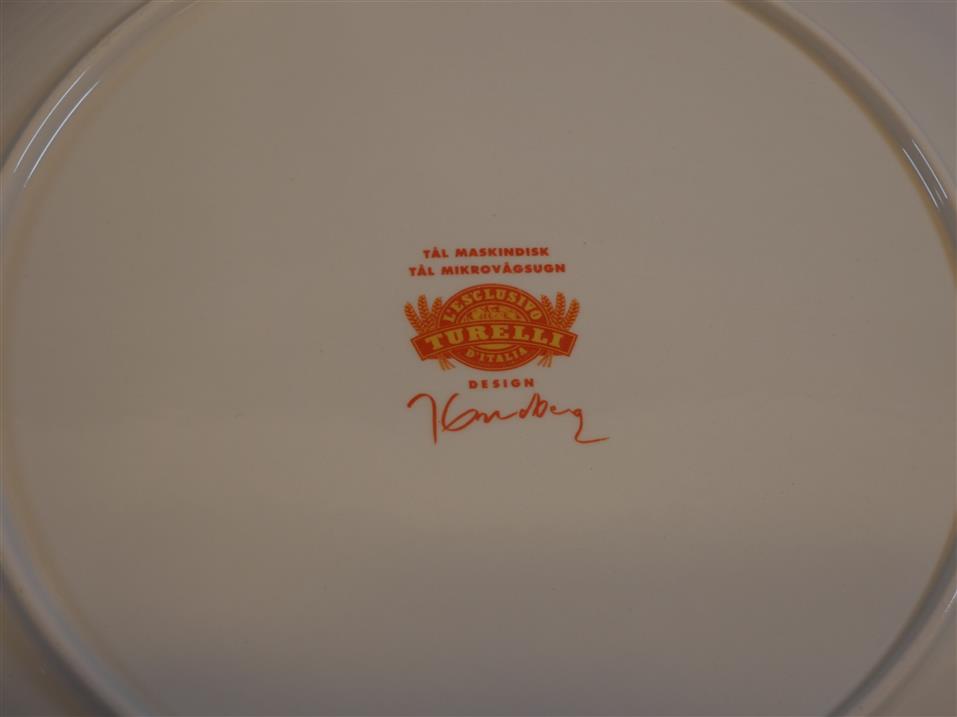 TÅL MASKINDISK
TÅL MIKROVÅGSUGN
L'ESCLUSIVO
TURELLI
D'ITALIA
DESIGN